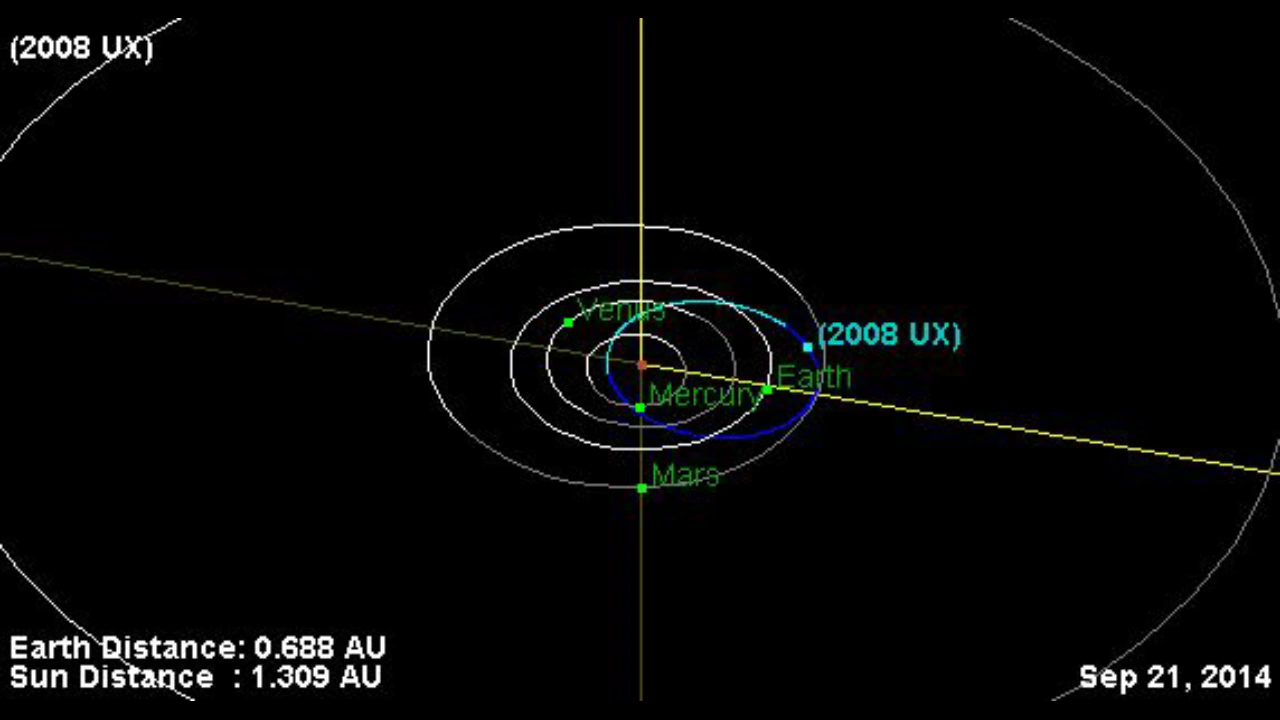 (2008 UX)
Venus
(2008 UX)
Earth
Mercury
Mars
Earth Distance: 0.688 AU
Sun Distance : 1.309 AU
Sep 21, 2014